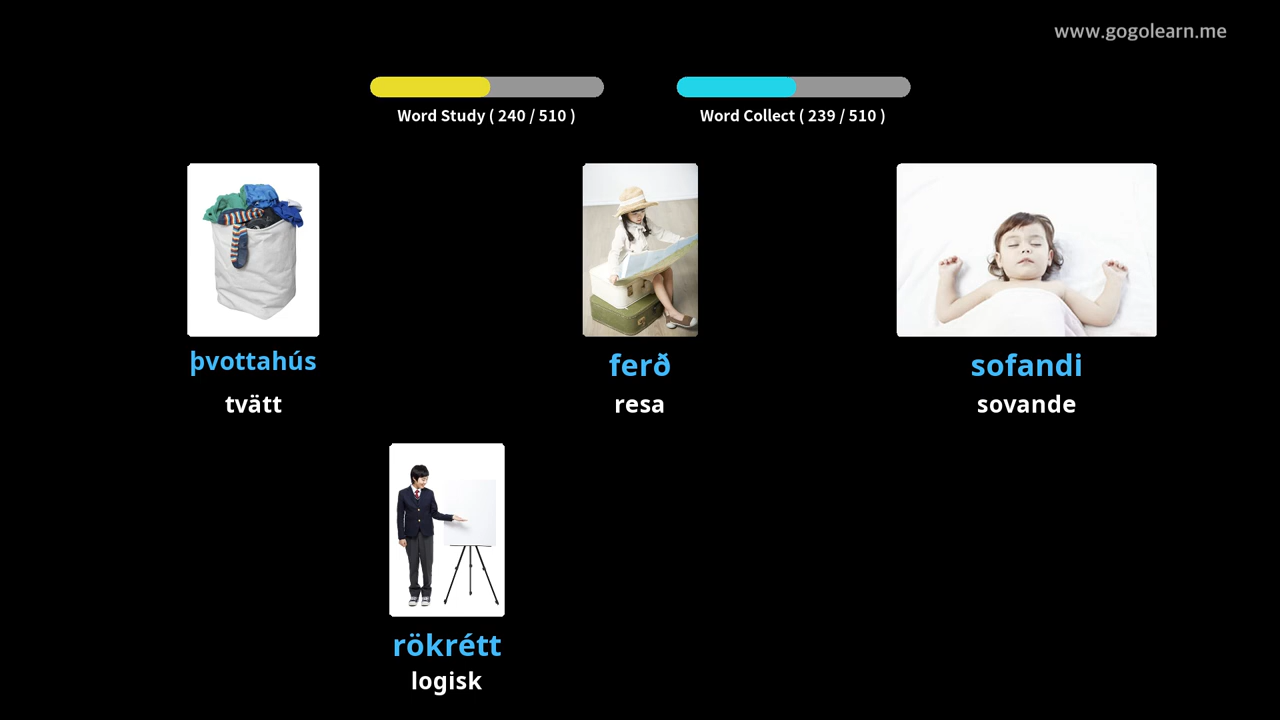 www.gogolearn.me
Word Study ( 240 / 510 )
Word Collect ( 239 / 510 )
þvottahús
tvätt
ferð
resa
sofandi
sovande
rökrétt
logisk